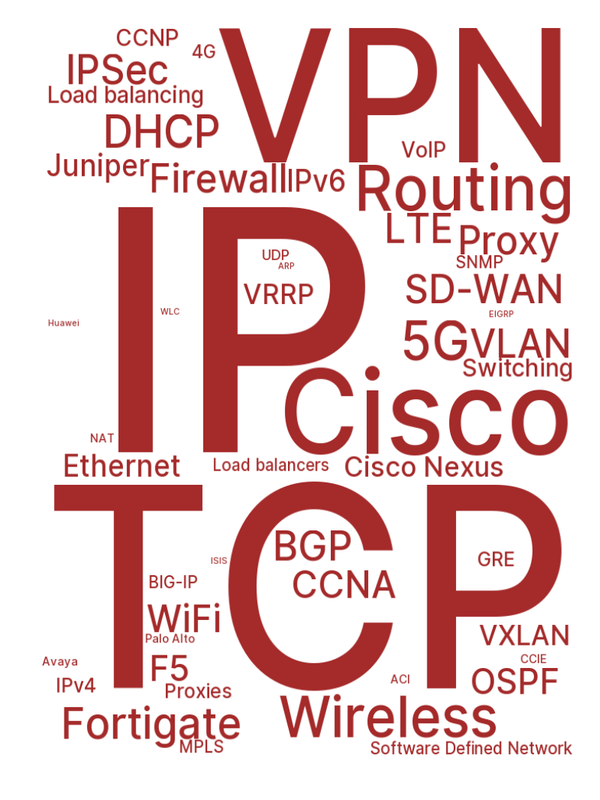 CCNP
4G
VPN
IPSec
Load balancing
DHCP
VoIP
Juniper
Firewall
IPv6
Routing
LTE
Proxy
IP
UDP
ARP
SNMP
VRRP
SD-WAN
WLC
EIGRP
Huawei
5G
VLAN
Switching
Cisco
NAT
Ethernet
Load balancers
Cisco Nexus
TCP
BGP
ISIS
GRE
BIG-IP
CCNA
WiFi
Palo Alto
VXLAN
Avaya
F5
CCIE
IPv4
Proxies
ACI
OSPF
Fortigate
Wireless
MPLS
Software Defined Network